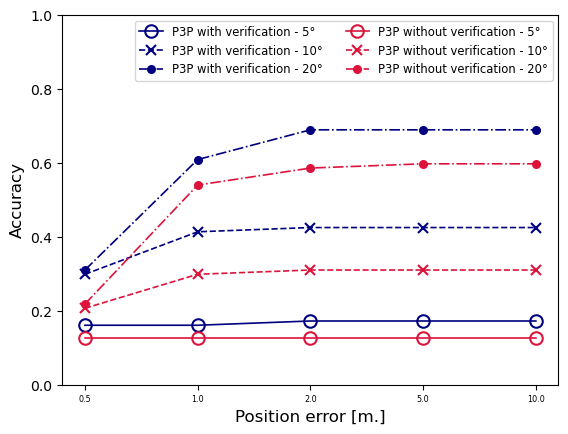 1.0
0.8
0.6
0.4
0.2
0.0
Accuracy
P3P with verification - 5°
P3P with verification - 10°
P3P with verification - 20°
P3P without verification - 5°
P3P without verification - 10°
P3P without verification - 20°
0.5 1.0 2.0 5.0 10.0
Position error [m.]